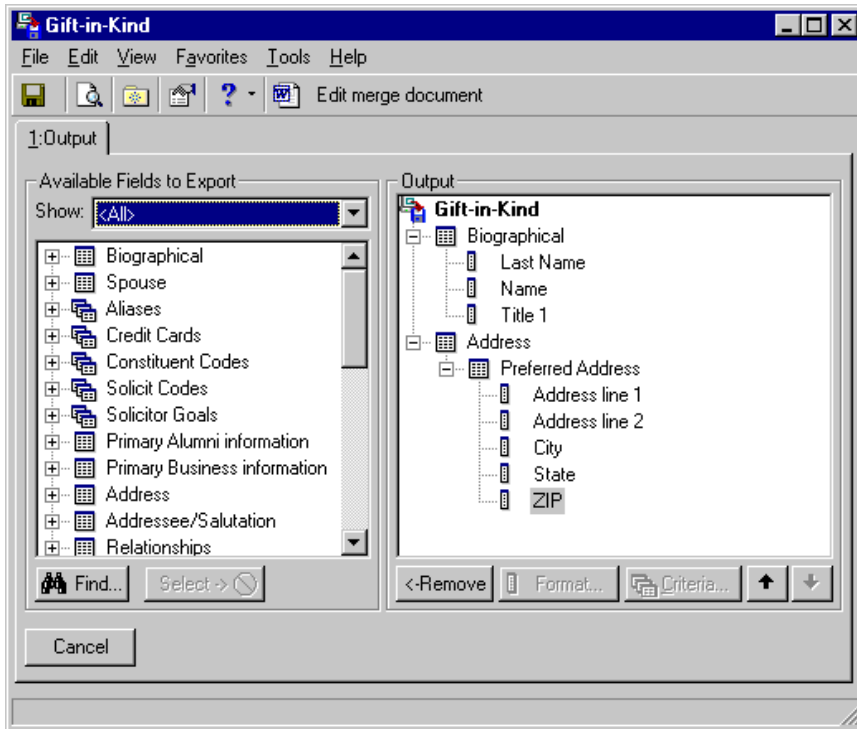 Gift-in-Kind
File Edit View Favorites Tools Help
? Edit merge document
1:Output
Available Fields to Export
Show: <All>
Biographical
Spouse
Aliases
Credit Cards
Constituent Codes
Solicit Codes
Solicitor Goals
Primary Alumni information
Primary Business information
Address
Addressee/Salutation
Relationships
Find...
Select ->
Output
Gift-in-Kind
Biographical
Last Name
Name
Title 1
Address
Preferred Address
Address line 1
Address line 2
City
State
ZIP
<-Remove
Format...
Criteria...
Cancel